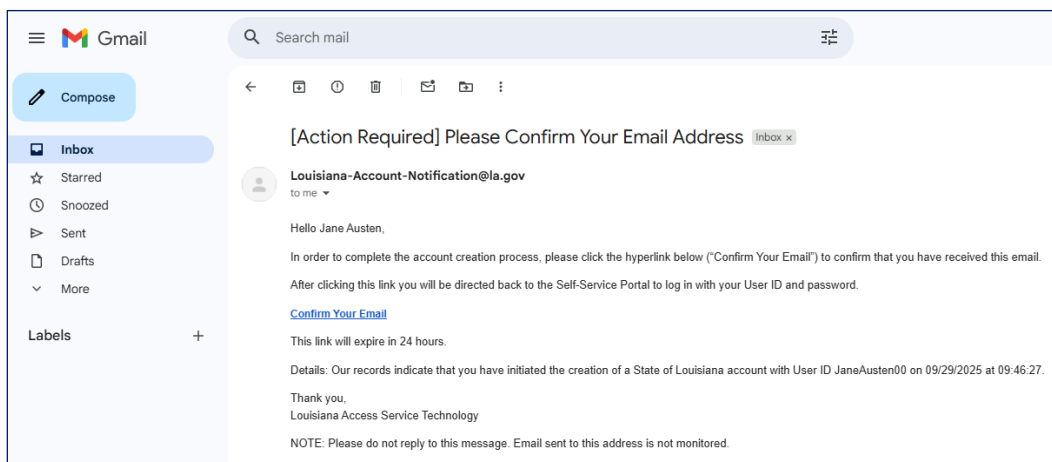 Gmail
Search mail
Compose
Inbox
Starred
Snoozed
Sent
Drafts
More
Labels
[Action Required] Please Confirm Your Email Address Inbox x
Louisiana-Account-Notification@la.gov
to me
Hello Jane Austen,
In order to complete the account creation process, please click the hyperlink below (“Confirm Your Email”) to confirm that you have received this email.
After clicking this link you will be directed back to the Self-Service Portal to log in with your User ID and password.
Confirm Your Email
This link will expire in 24 hours.
Details: Our records indicate that you have initiated the creation of a State of Louisiana account with User ID JaneAusten00 on 09/29/2025 at 09:46:27.
Thank you,
Louisiana Access Service Technology
NOTE: Please do not reply to this message. Email sent to this address is not monitored.